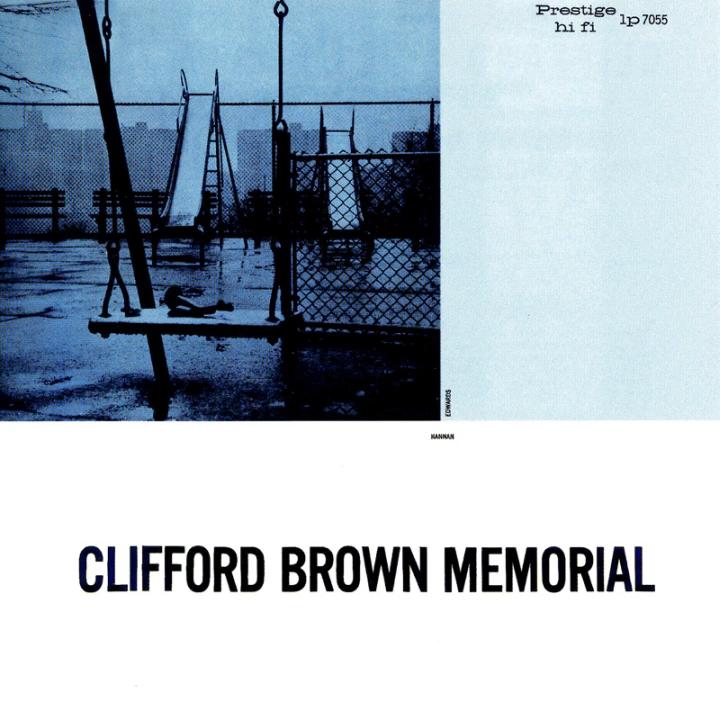 Prestige
hi fi
lp 7055
EDWARDS
HANNAN
CLIFFORD BROWN MEMORIAL